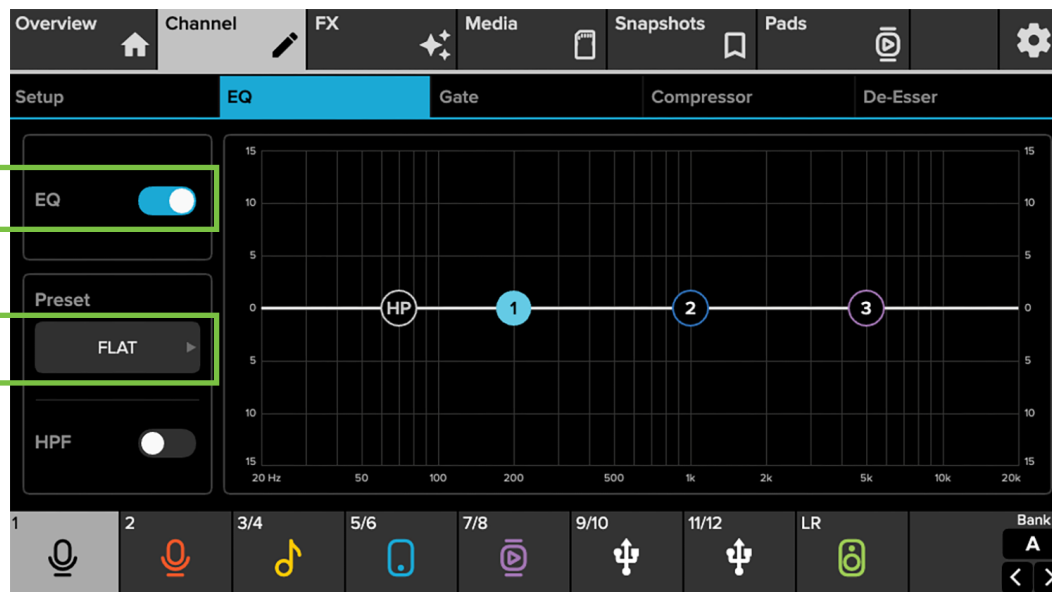 Overview Channel FX Media Snapshots Pads
Setup EQ Gate Compressor De-Esser
EQ
Preset
FLAT
HPF
15 15
10 10
5 5
0 HP 1 2 3 0
5 5
10 10
15 15
20 Hz 50 100 200 500 1k 2k 5k 10k 20k
1 2 3/4 5/6 7/8 9/10 11/12 LR Bank
A